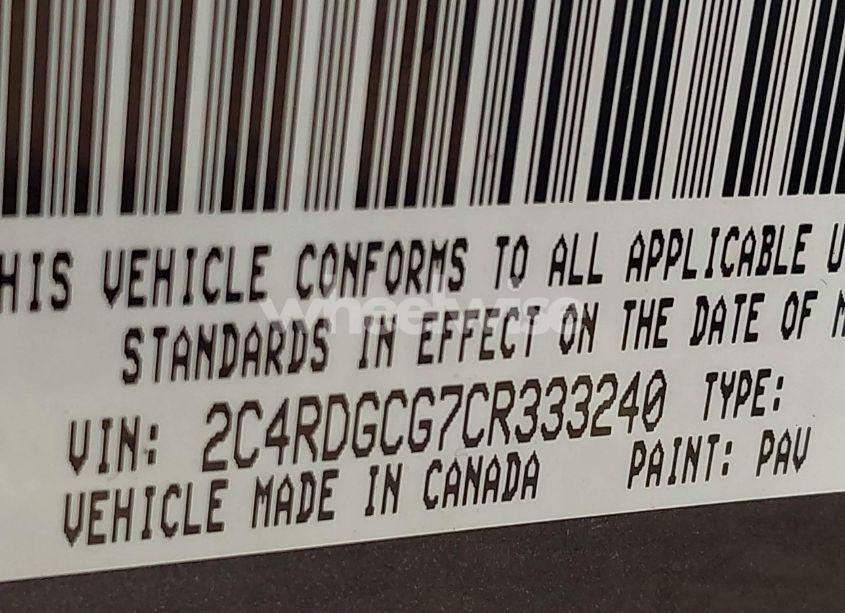 HIS VEHICLE CONFORMS TO ALL APPLICABLE U
STANDARDS IN EFFECT ON THE DATE OF M
wheelwise
VIN: 2C4RDGCG7CR333240 TYPE:
VEHICLE MADE IN CANADA PAINT: PAV